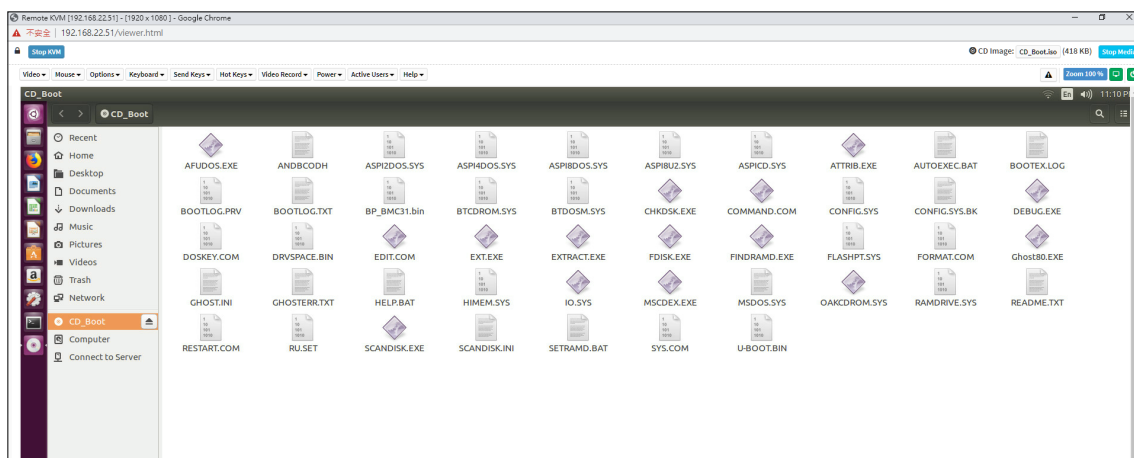 Remote KVM [192.168.22.51] - [1920 x 1080 ] - Google Chrome
不安全 | 192.168.22.51/viewer.html
Stop KVM CD Image: CD_Boot.iso (418 KB) Stop Media
Video Mouse Options Keyboard Send Keys Hot Keys Video Record Power Active Users Help Zoom 100 %
CD_Boot En 11:10 P
CD_Boot
Recent
Home
Desktop
Documents
Downloads
Music
Pictures
Videos
Trash
Network
CD_Boot
Computer
Connect to Server
AFUDOS.EXE ANDBCODH ASPI2DOS.SYS ASPI4DOS.SYS ASPI8DOS.SYS ASPI8U2.SYS ASPICD.SYS ATTRIB.EXE AUTOEXEC.BAT BOOTEX.LOG
BOOTLOG.PRV BOOTLOG.TXT BP_BMC31.bin BTCDROM.SYS BTDOSM.SYS CHKDSK.EXE COMMAND.COM CONFIG.SYS CONFIG.SYS.BK DEBUG.EXE
DOSKEY.COM DRVSPACE.BIN EDIT.COM EXT.EXE EXTRACT.EXE FDISK.EXE FINDRAMD.EXE FLASHPT.SYS FORMAT.COM Ghost80.EXE
GHOST.INI GHOSTERR.TXT HELP.BAT HIMEM.SYS IO.SYS MSCDEX.EXE MSDOS.SYS OAKCDROM.SYS RAMDRIVE.SYS README.TXT
RESTART.COM RU.SET SCANDISK.EXE SCANDISK.INI SETRAMD.BAT SYS.COM U-BOOT.BIN